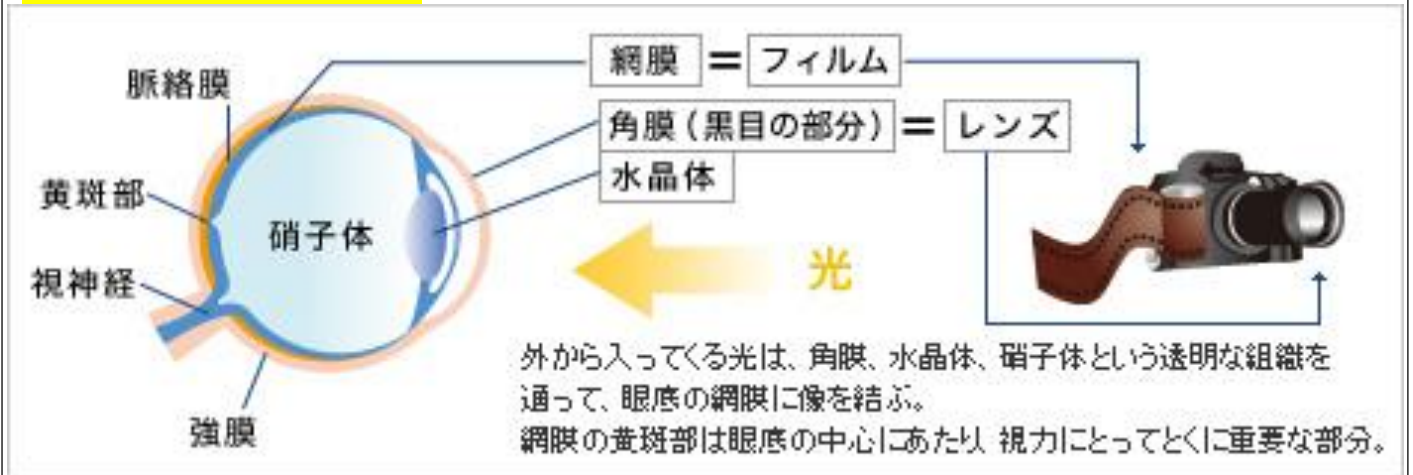 網膜 = フィルム
脈絡膜
角膜(黒目の部分) = レンズ
水晶体
黄斑部
硝子体
光
視神経
外から入ってくる光は、角膜、水晶体、硝子体という透明な組織を
通って、眼底の網膜に像を結ぶ。
網膜の黄斑部は眼底の中心にあたり、視力にとってとくに重要な部分。
強膜